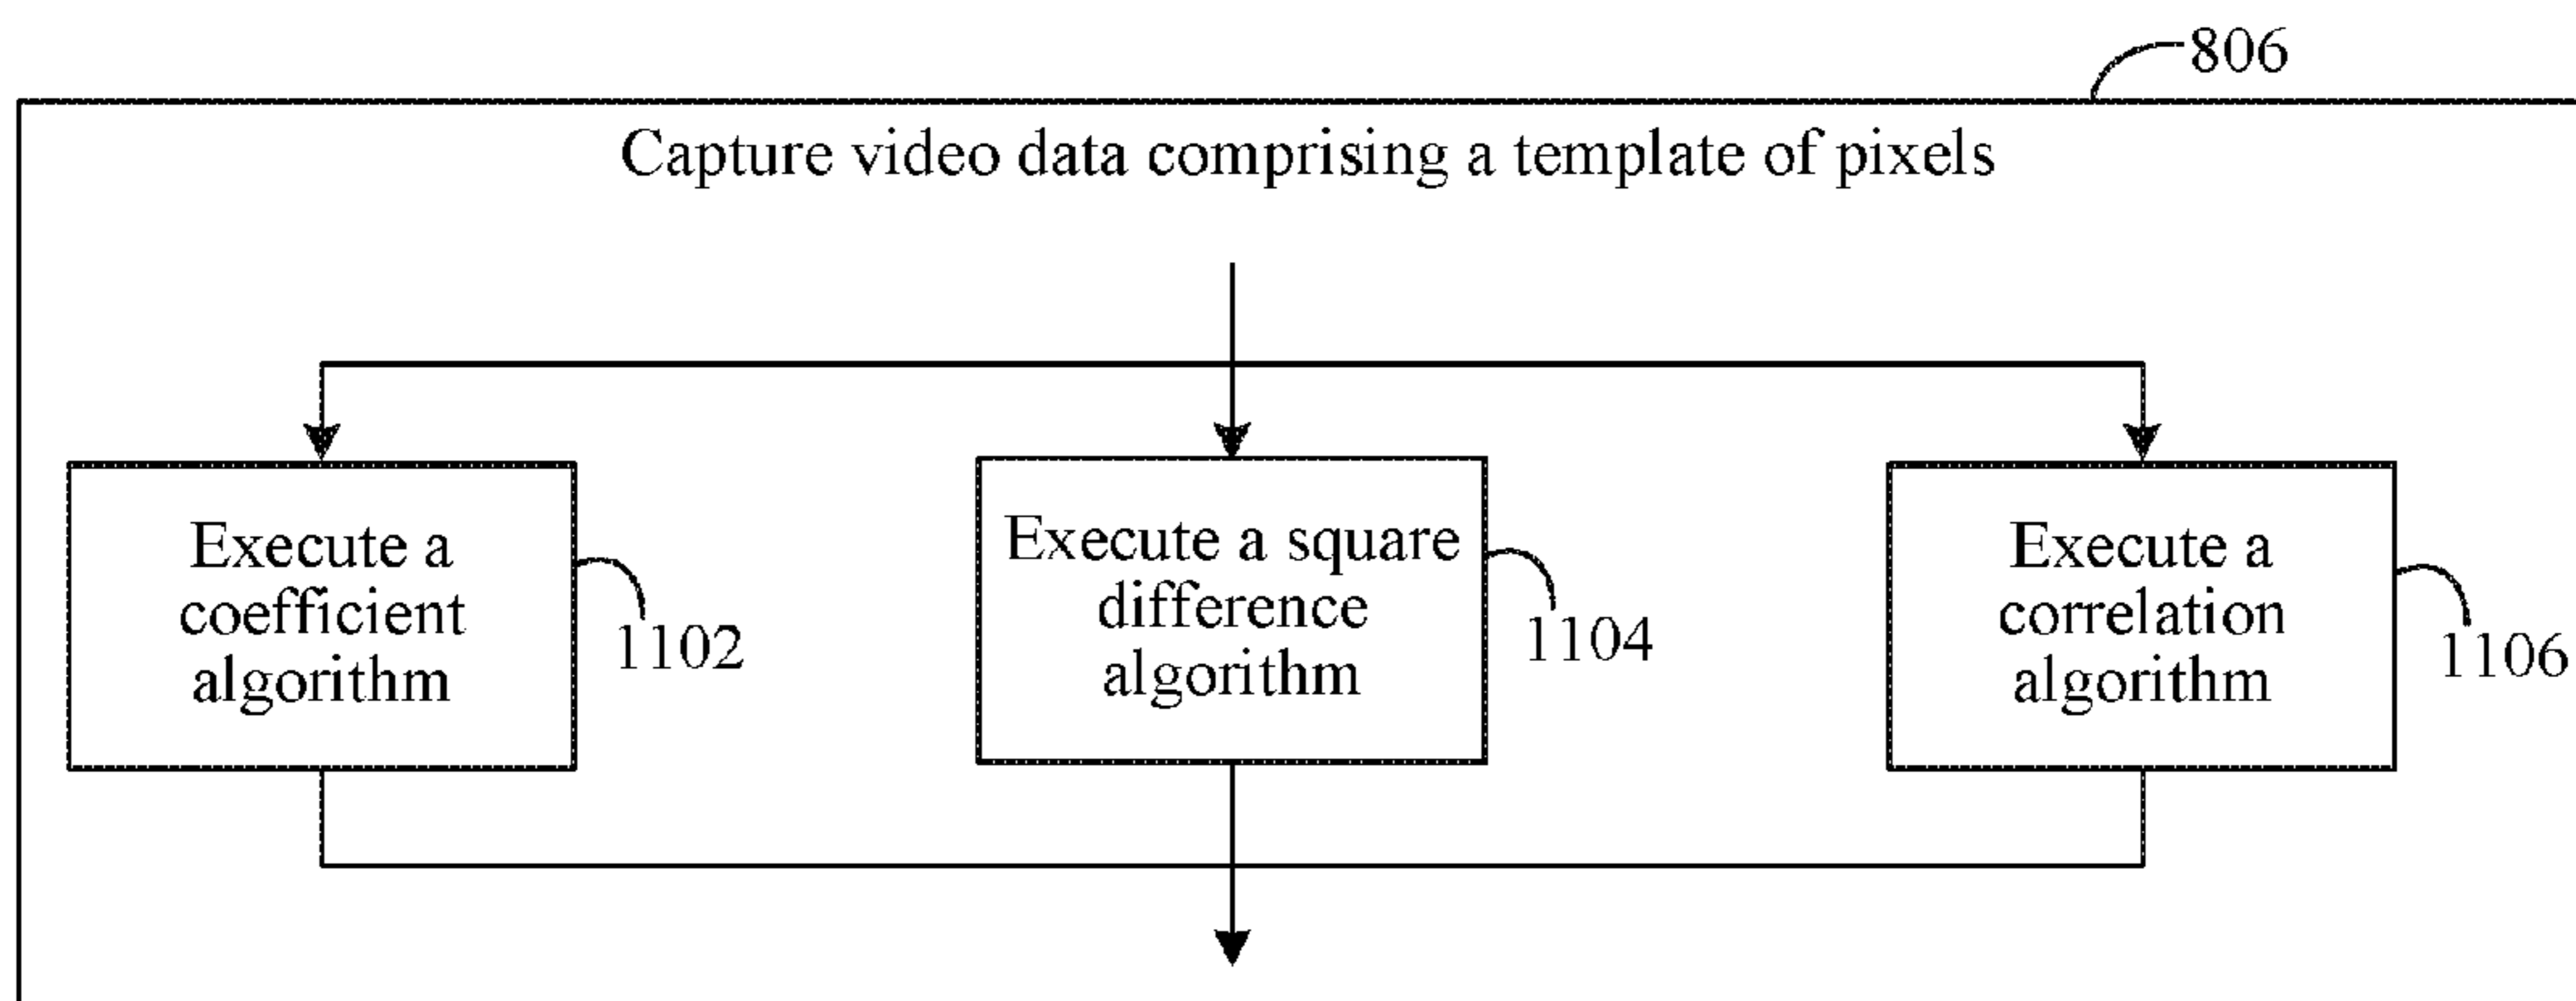 806
Capture video data comprising a template of pixels
Execute a
coefficient
algorithm
1102
Execute a square
difference
algorithm
1104
Execute a
correlation
algorithm
1106